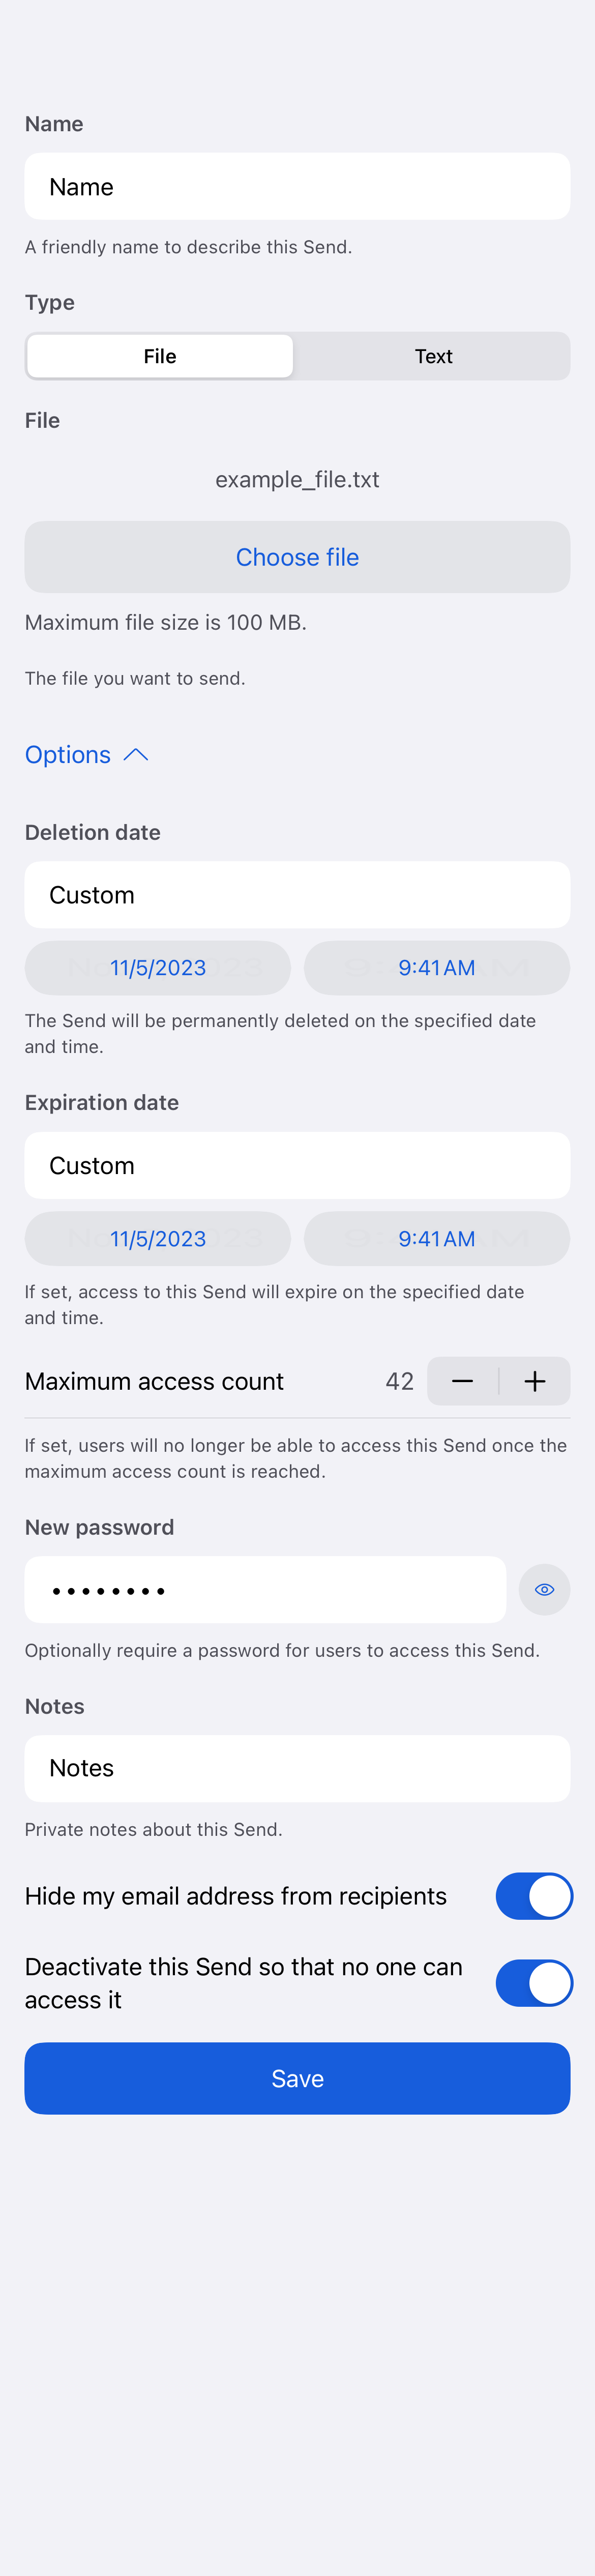 Name
Name
A friendly name to describe this Send.
Type
File Text
File
example_file.txt
Choose file
Maximum file size is 100 MB.
The file you want to send.
Options
Deletion date
Custom
11/5/2023 9:41 AM
The Send will be permanently deleted on the specified date
and time.
Expiration date
Custom
11/5/2023 9:41 AM
If set, access to this Send will expire on the specified date
and time.
Maximum access count 42
If set, users will no longer be able to access this Send once the
maximum access count is reached.
New password
••••••••
Optionally require a password for users to access this Send.
Notes
Notes
Private notes about this Send.
Hide my email address from recipients
Deactivate this Send so that no one can
access it
Save